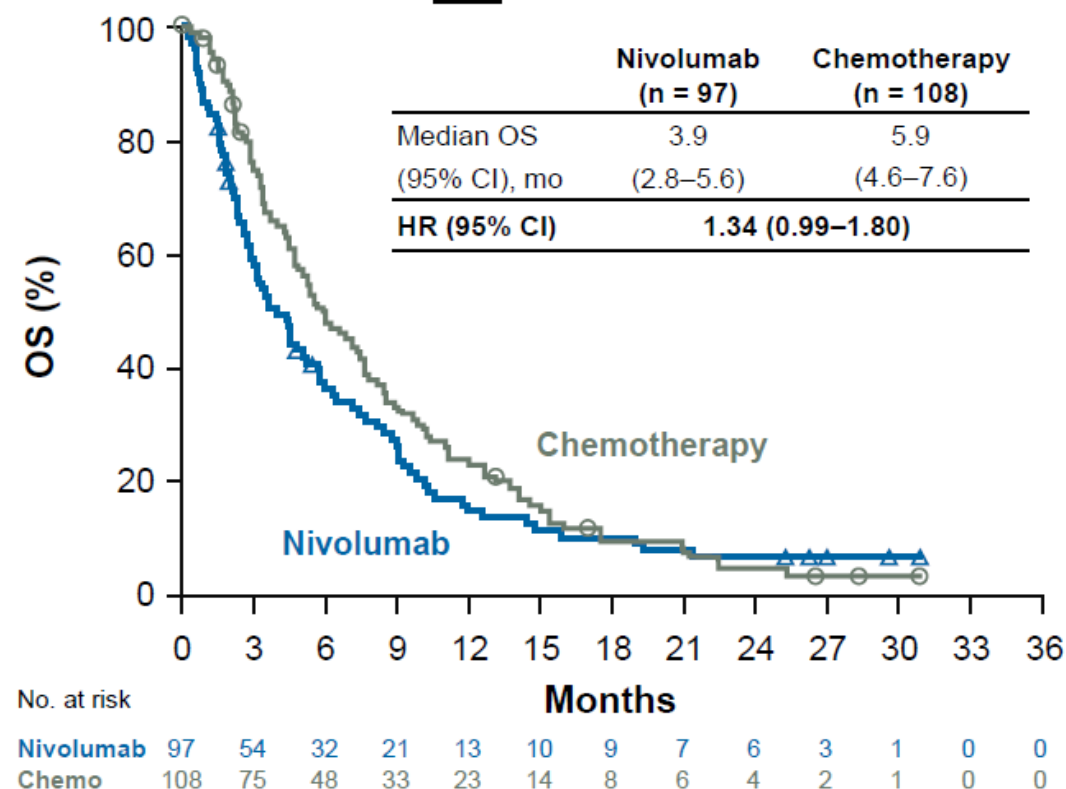 Nivolumab Chemotherapy
(n = 97) (n = 108)
Median OS 3.9 5.9
(95% CI), mo (2.8–5.6) (4.6–7.6)
HR (95% CI) 1.34 (0.99–1.80)
OS (%)
100
80
60
40
20
0
Chemotherapy
Nivolumab
0 3 6 9 12 15 18 21 24 27 30 33 36
Months
No. at risk
Nivolumab 97 54 32 21 13 10 9 7 6 3 1 0 0
Chemo 108 75 48 33 23 14 8 6 4 2 1 0 0